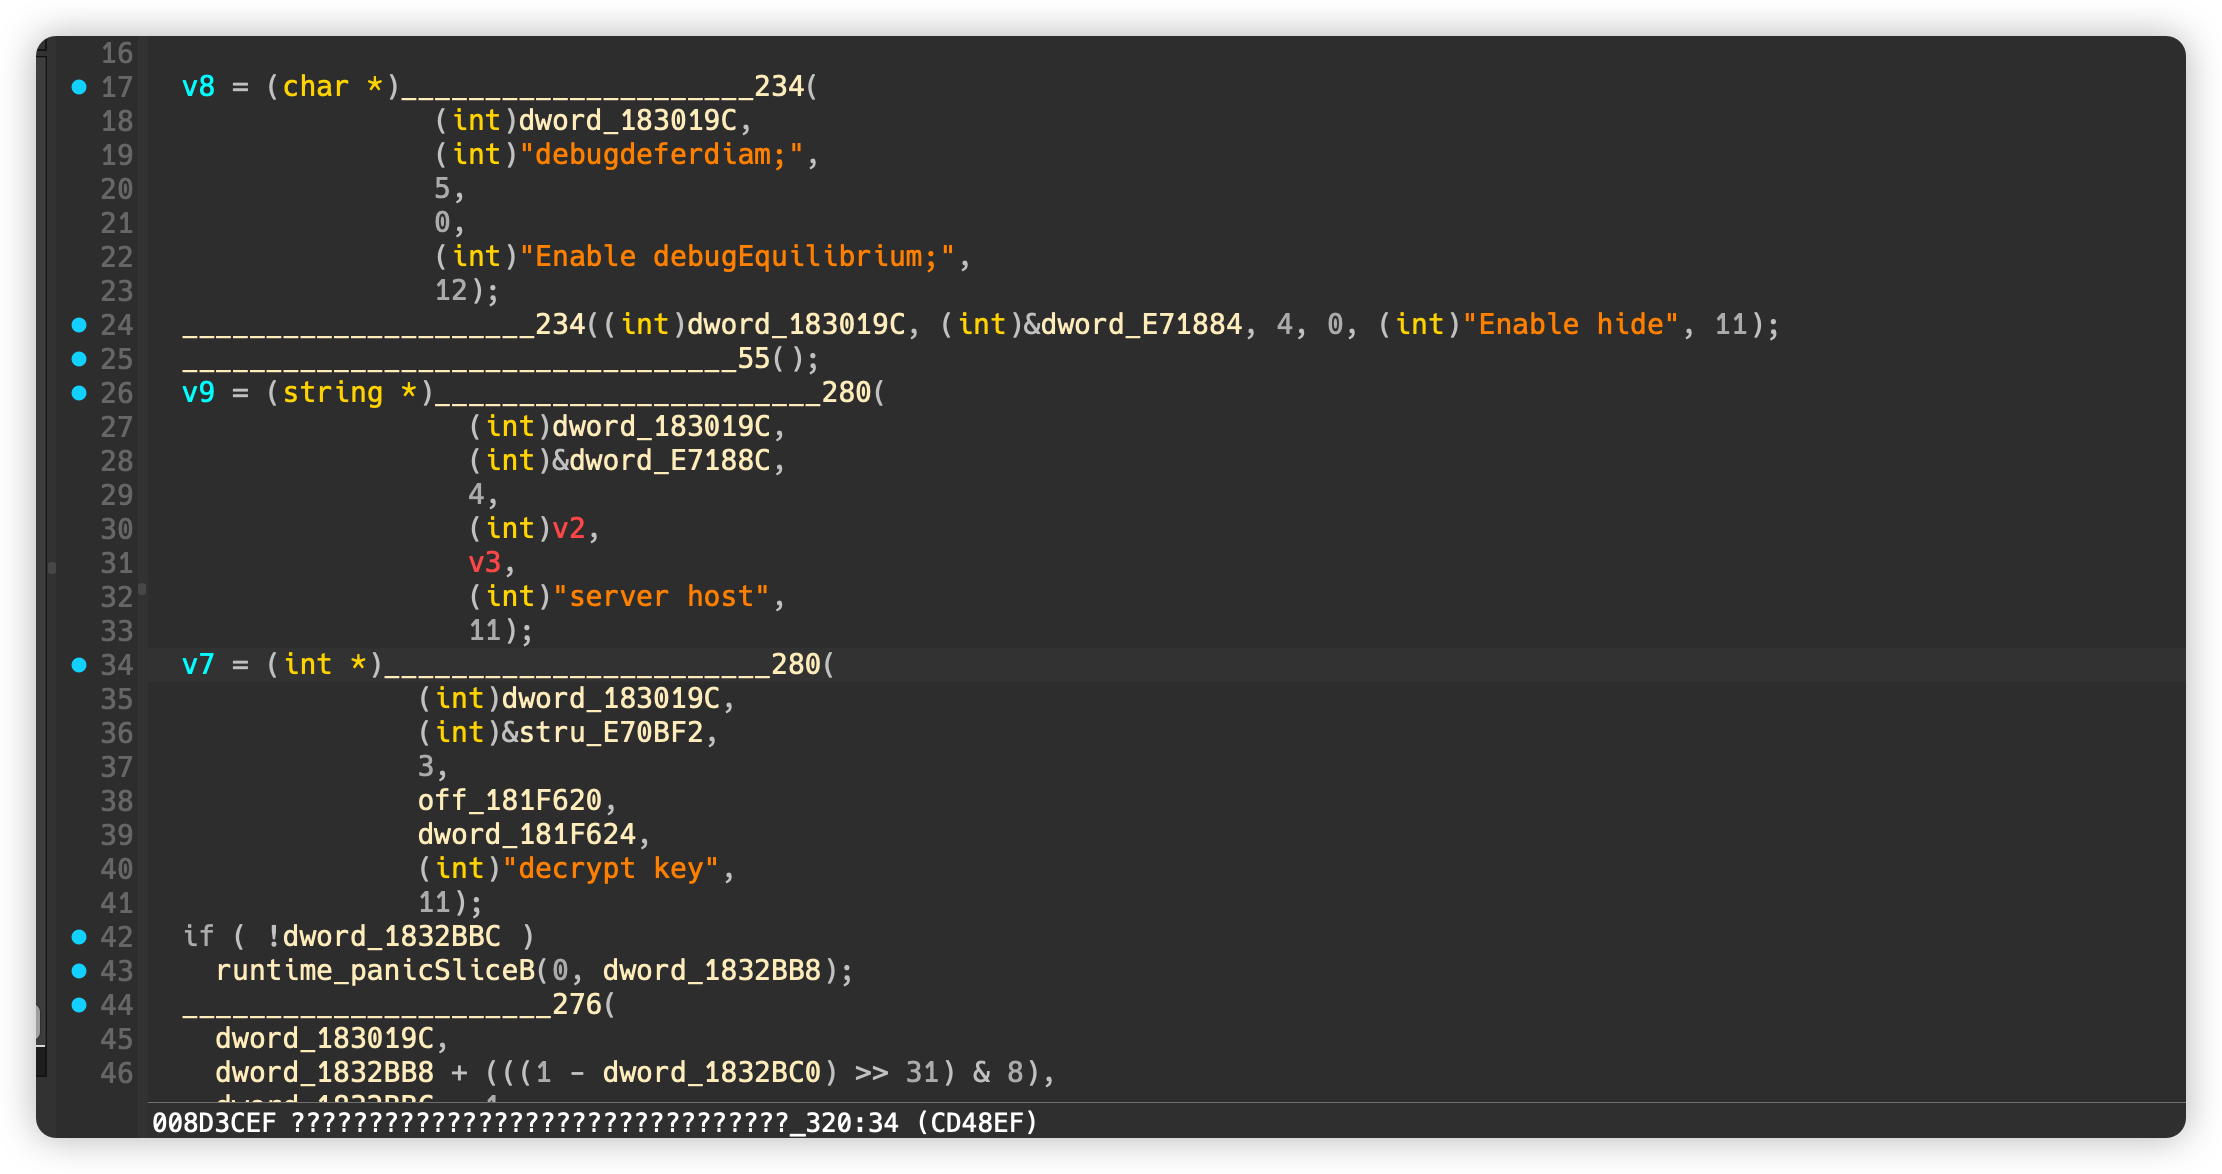 16
17 v8 = (char *)_____________________234(
18 (int)dword_183019C,
19 (int)"debugdeferdiam;",
20 5,
21 0,
22 (int)"Enable debugEquilibrium;",
23 12);
24 _____________________234((int)dword_183019C, (int)&dword_E71884, 4, 0, (int)"Enable hide", 11);
25 _________________________________55();
26 v9 = (string *)_______________________280(
27 (int)dword_183019C,
28 (int)&dword_E7188C,
29 4,
30 (int)v2,
31 v3,
32 (int)"server host",
33 11);
34 v7 = (int *)_______________________280(
35 (int)dword_183019C,
36 (int)&stru_E70BF2,
37 3,
38 off_181F620,
39 dword_181F624,
40 (int)"decrypt key",
41 11);
42 if ( !dword_1832BBC )
43 runtime_panicSliceB(0, dword_1832BB8);
44 ______________________276(
45 dword_183019C,
46 dword_1832BB8 + (((1 - dword_1832BC0) >> 31) & 8),
008D3CEF ????????????????????????????????_320:34 (CD48EF)